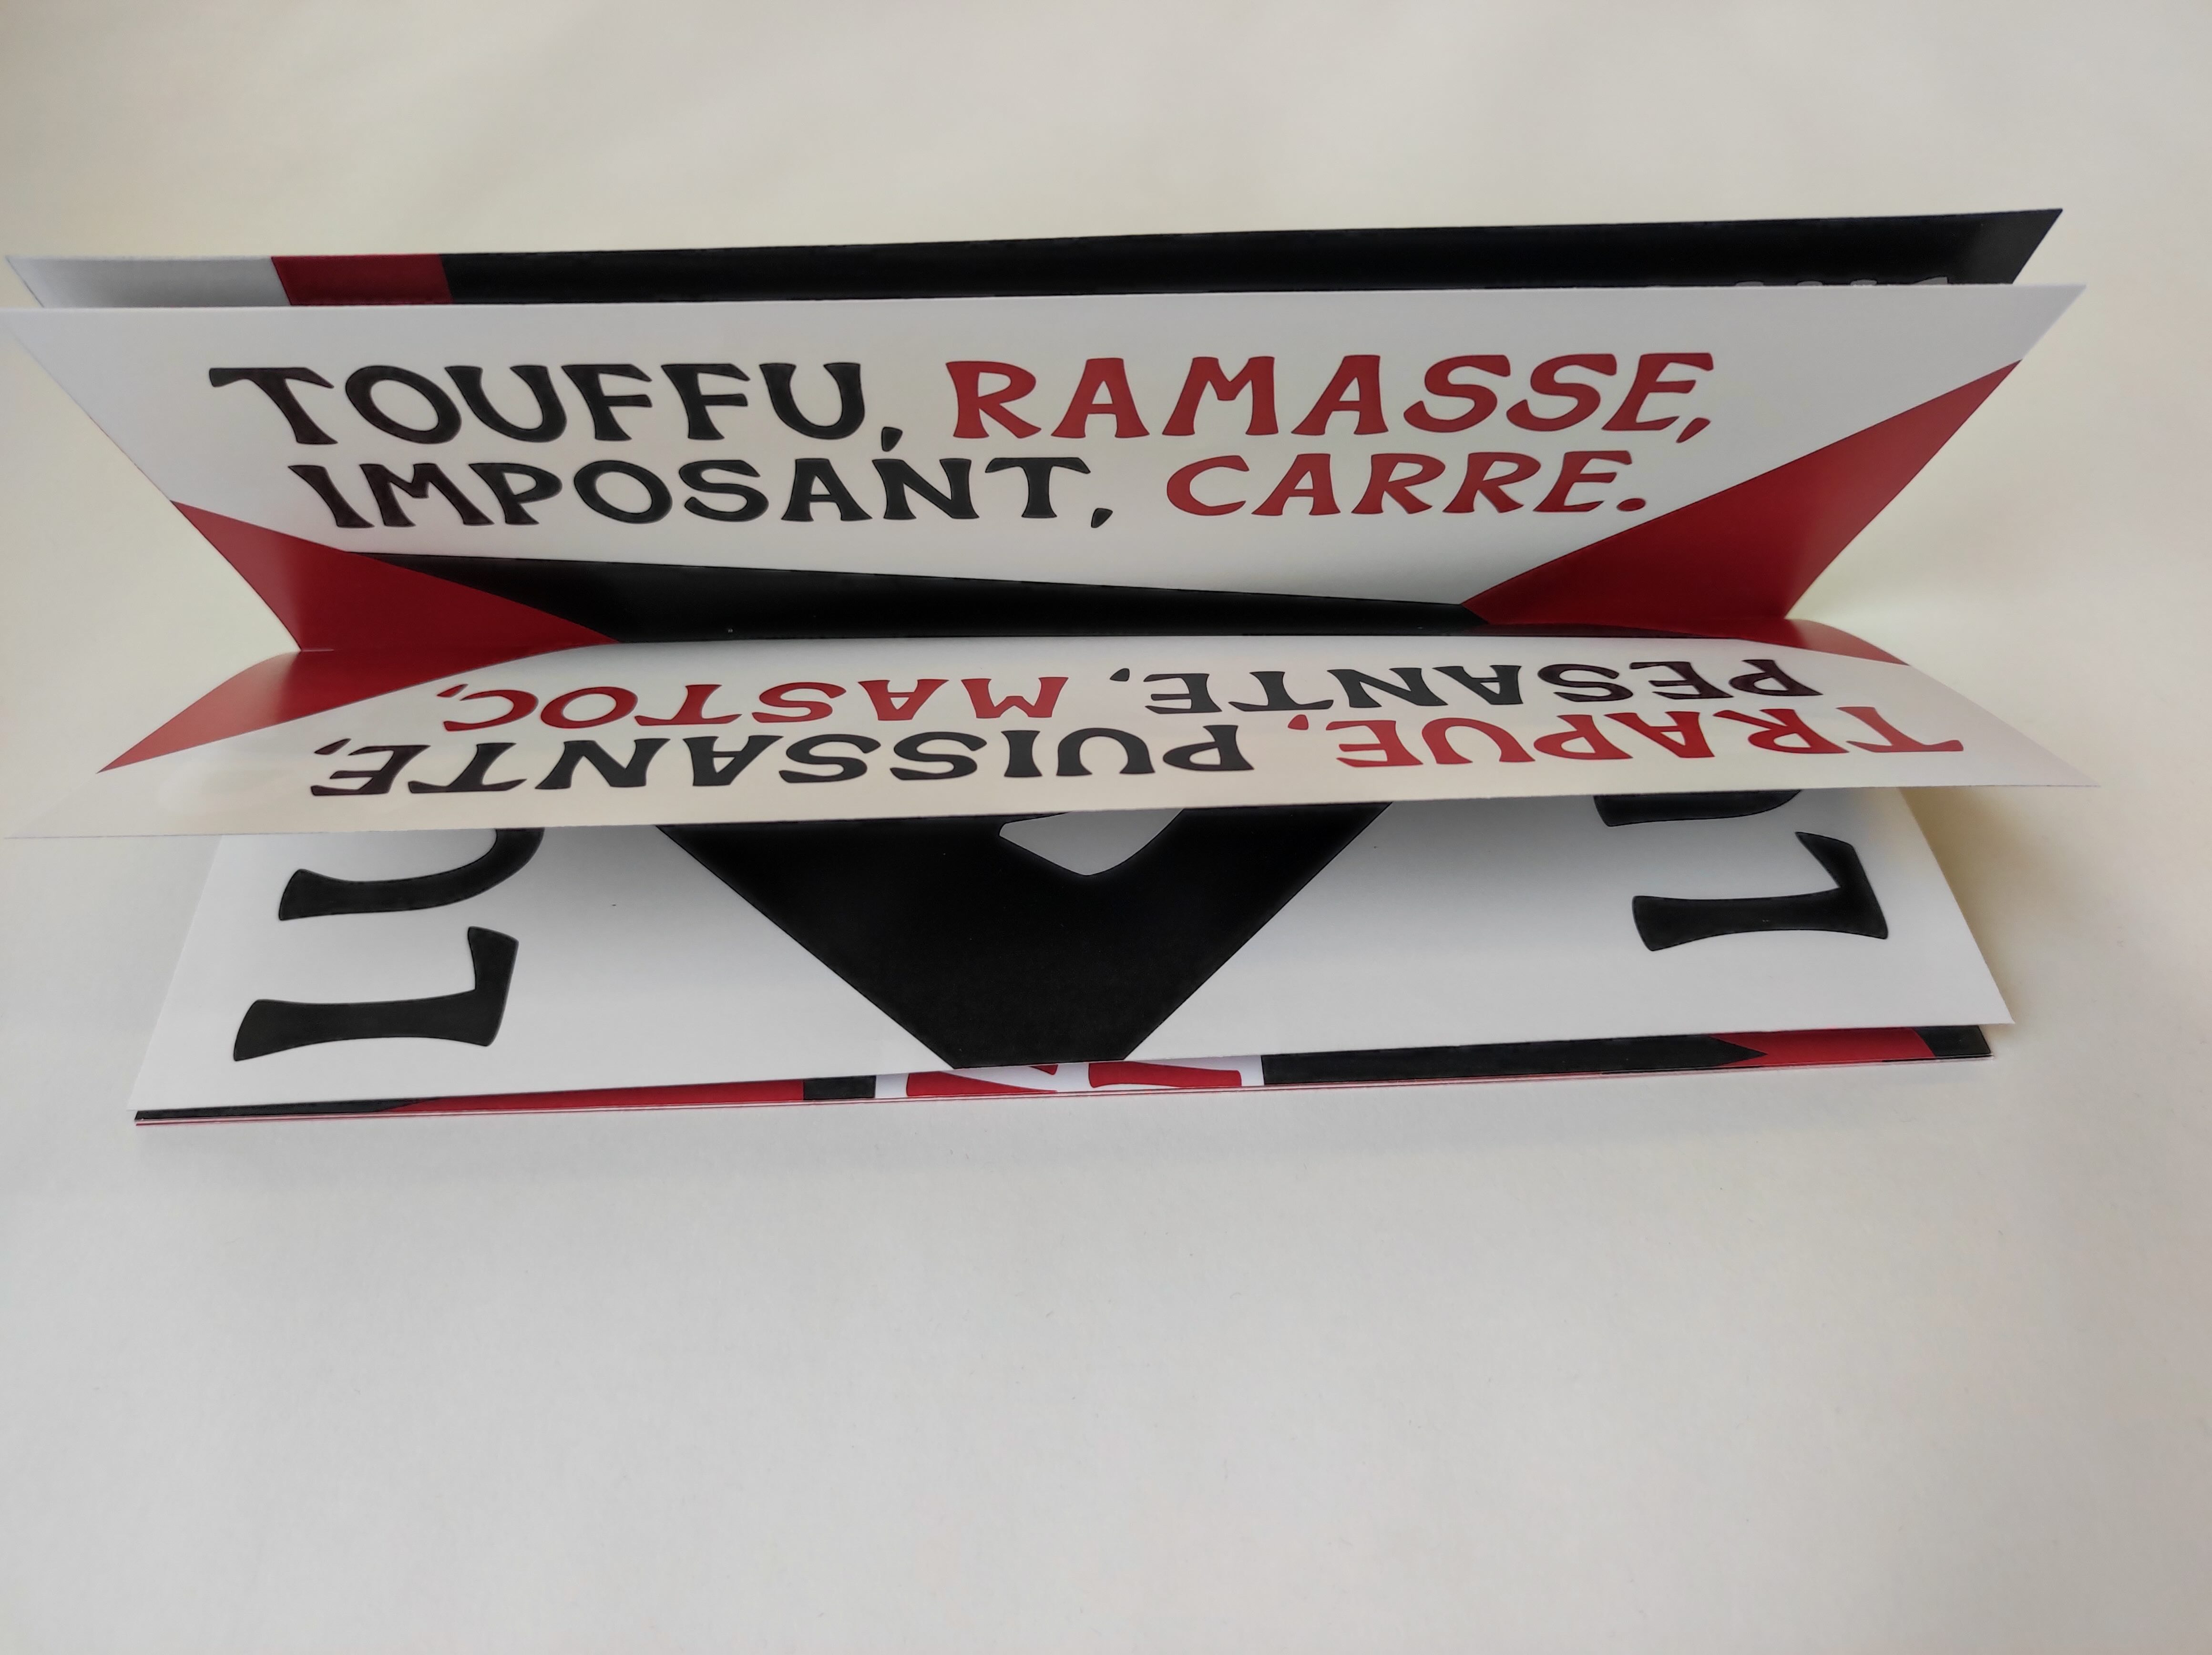 TOUFFU, RAMASSE,
IMPOSANT, CARRE.
TRAPUE, PUISSANTE,
PESANTE, MASTOC,